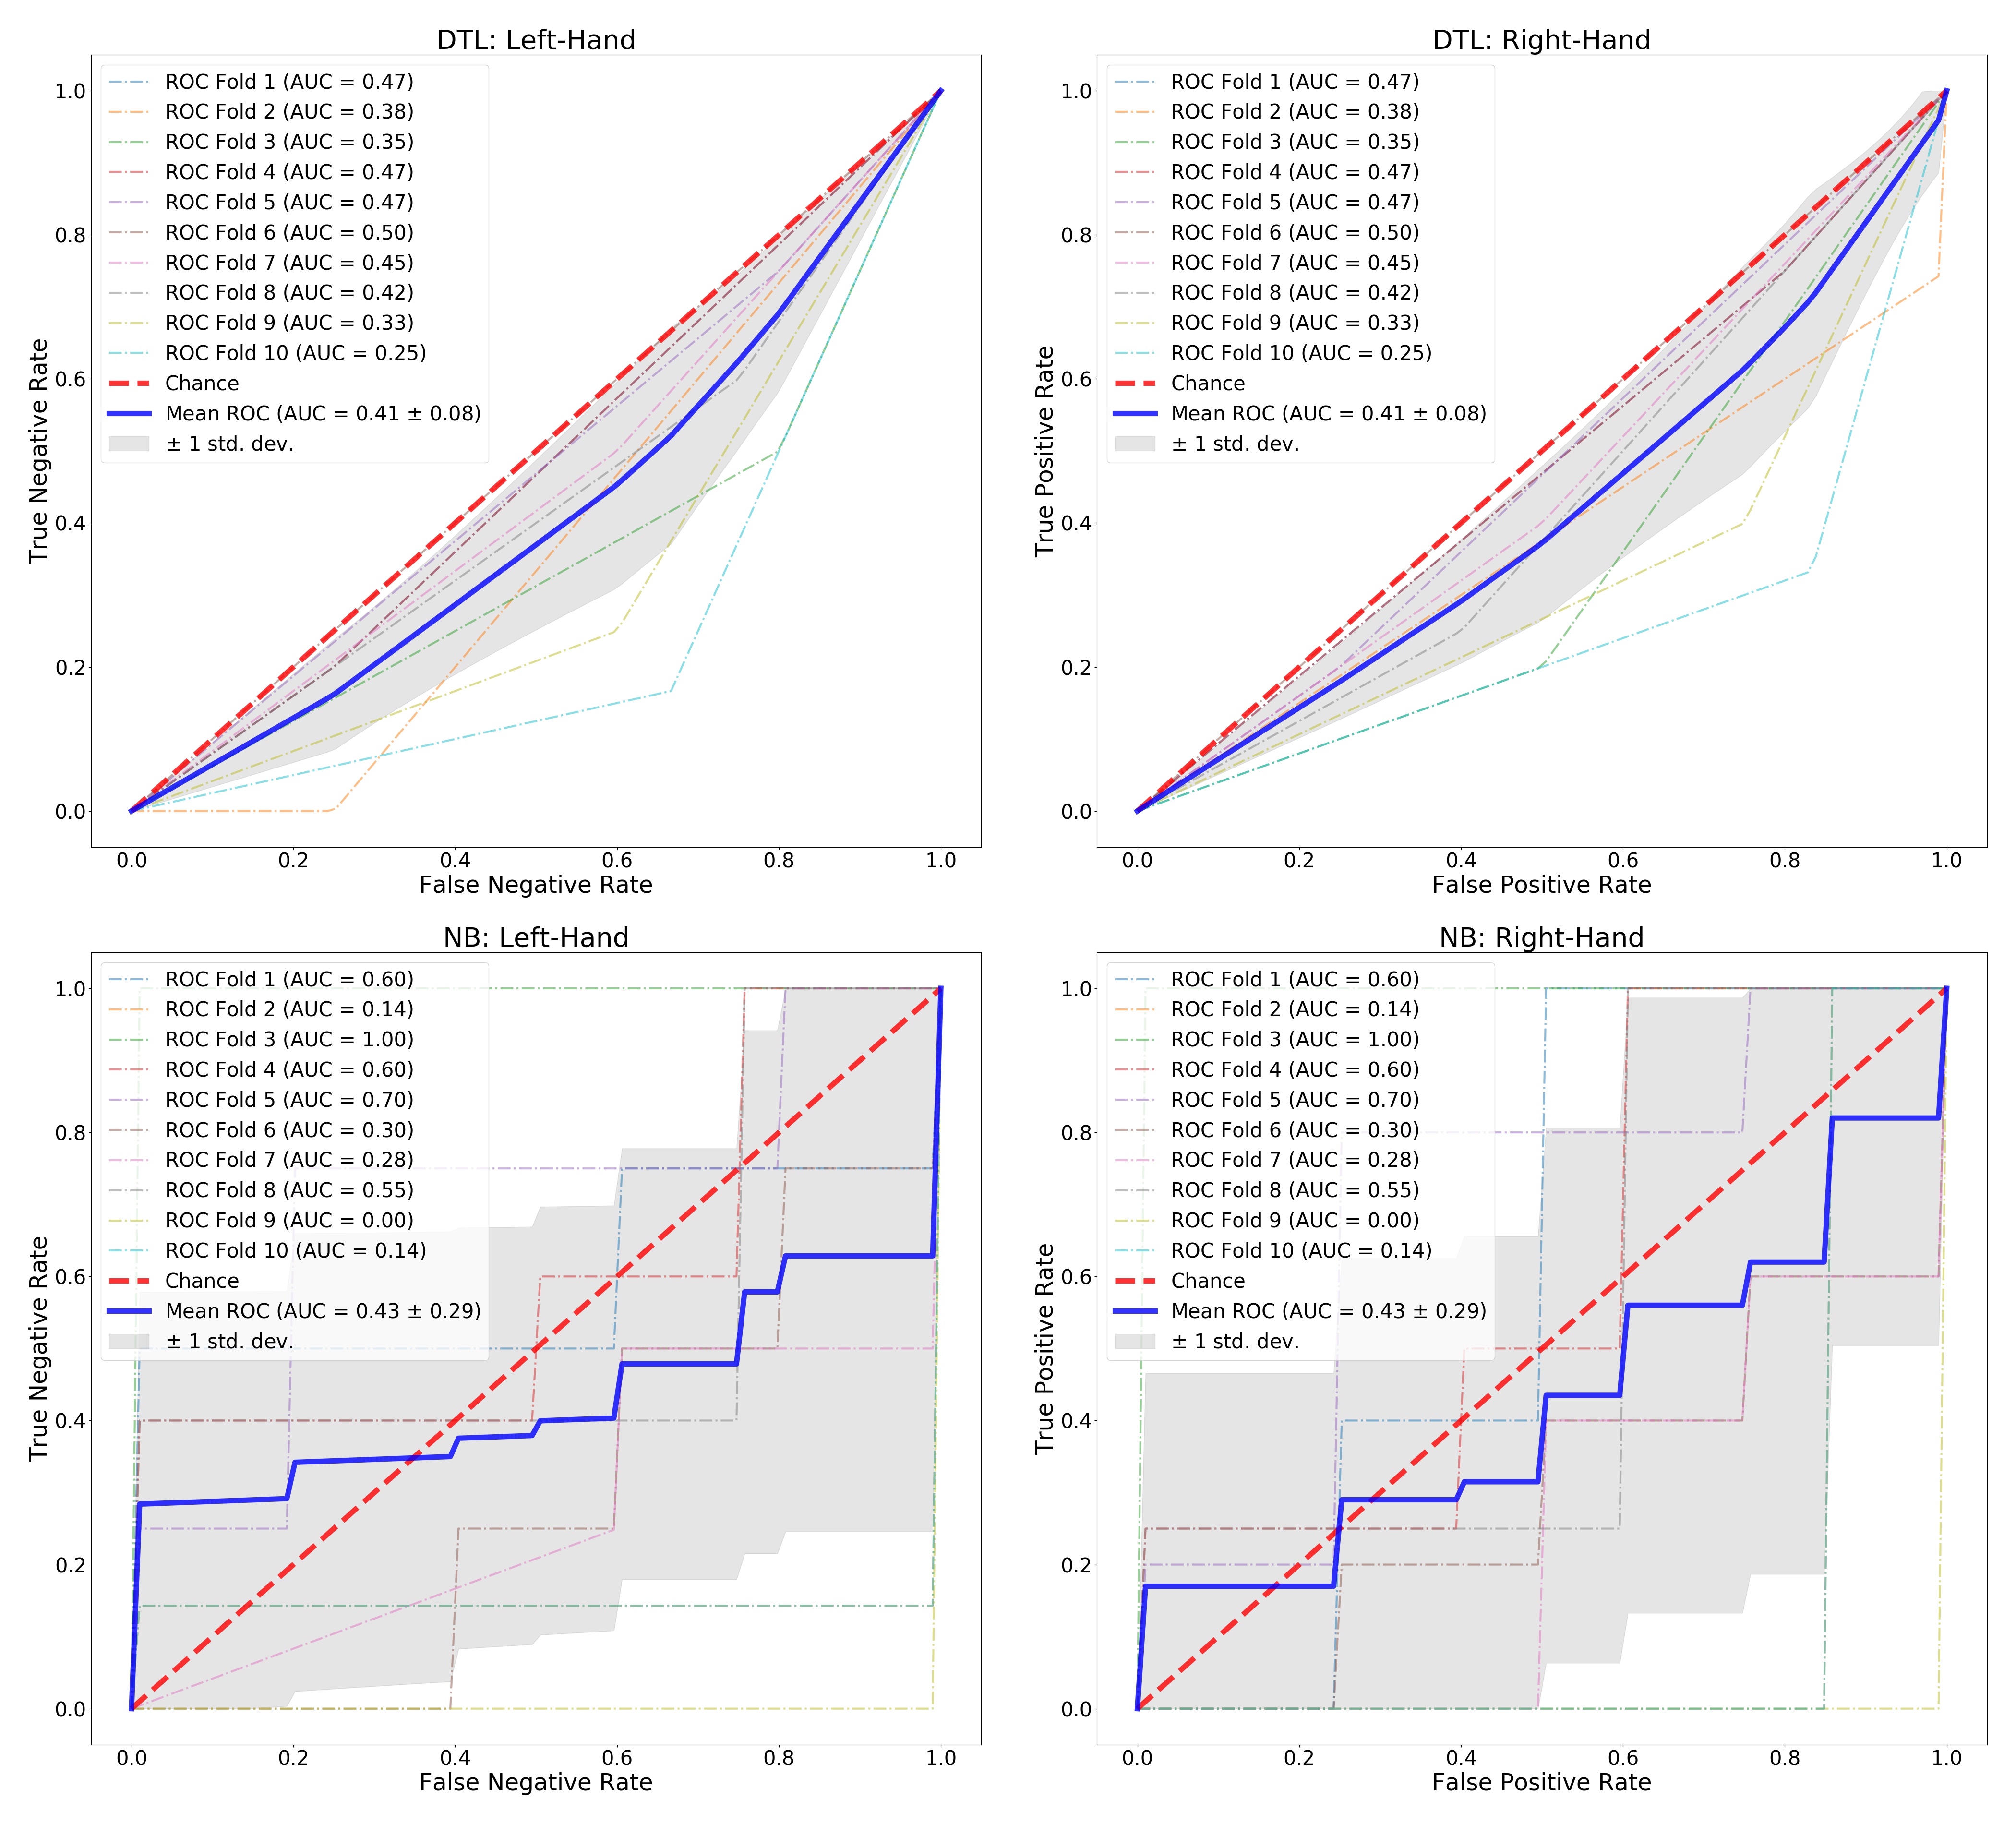 DTL: Left-Hand
ROC Fold 1 (AUC = 0.47)
ROC Fold 2 (AUC = 0.38)
ROC Fold 3 (AUC = 0.35)
ROC Fold 4 (AUC = 0.47)
ROC Fold 5 (AUC = 0.47)
ROC Fold 6 (AUC = 0.50)
ROC Fold 7 (AUC = 0.45)
ROC Fold 8 (AUC = 0.42)
ROC Fold 9 (AUC = 0.33)
ROC Fold 10 (AUC = 0.25)
Chance
Mean ROC (AUC = 0.41 ± 0.08)
± 1 std. dev.
True Negative Rate
1.0
0.8
0.6
0.4
0.2
0.0
0.0 0.2 0.4 0.6 0.8 1.0
False Negative Rate
DTL: Right-Hand
ROC Fold 1 (AUC = 0.47)
ROC Fold 2 (AUC = 0.38)
ROC Fold 3 (AUC = 0.35)
ROC Fold 4 (AUC = 0.47)
ROC Fold 5 (AUC = 0.47)
ROC Fold 6 (AUC = 0.50)
ROC Fold 7 (AUC = 0.45)
ROC Fold 8 (AUC = 0.42)
ROC Fold 9 (AUC = 0.33)
ROC Fold 10 (AUC = 0.25)
Chance
Mean ROC (AUC = 0.41 ± 0.08)
± 1 std. dev.
True Positive Rate
1.0
0.8
0.6
0.4
0.2
0.0
0.0 0.2 0.4 0.6 0.8 1.0
False Positive Rate
NB: Left-Hand
ROC Fold 1 (AUC = 0.60)
ROC Fold 2 (AUC = 0.14)
ROC Fold 3 (AUC = 1.00)
ROC Fold 4 (AUC = 0.60)
ROC Fold 5 (AUC = 0.70)
ROC Fold 6 (AUC = 0.30)
ROC Fold 7 (AUC = 0.28)
ROC Fold 8 (AUC = 0.55)
ROC Fold 9 (AUC = 0.00)
ROC Fold 10 (AUC = 0.14)
Chance
Mean ROC (AUC = 0.43 ± 0.29)
± 1 std. dev.
True Negative Rate
1.0
0.8
0.6
0.4
0.2
0.0
0.0 0.2 0.4 0.6 0.8 1.0
False Negative Rate
NB: Right-Hand
ROC Fold 1 (AUC = 0.60)
ROC Fold 2 (AUC = 0.14)
ROC Fold 3 (AUC = 1.00)
ROC Fold 4 (AUC = 0.60)
ROC Fold 5 (AUC = 0.70)
ROC Fold 6 (AUC = 0.30)
ROC Fold 7 (AUC = 0.28)
ROC Fold 8 (AUC = 0.55)
ROC Fold 9 (AUC = 0.00)
ROC Fold 10 (AUC = 0.14)
Chance
Mean ROC (AUC = 0.43 ± 0.29)
± 1 std. dev.
True Positive Rate
1.0
0.8
0.6
0.4
0.2
0.0
0.0 0.2 0.4 0.6 0.8 1.0
False Positive Rate